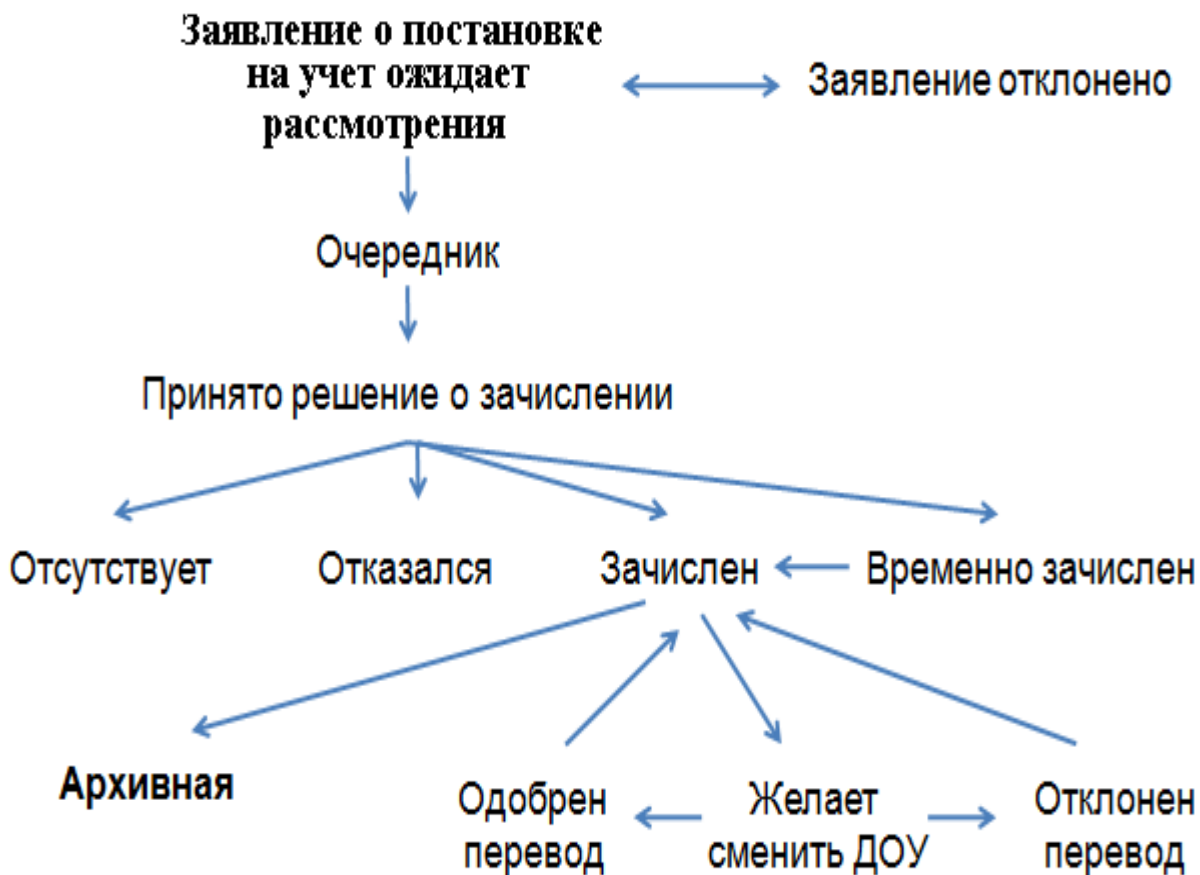 Заявление о постановке
на учет ожидает
рассмотрения
Заявление отклонено
Очередник
Принято решение о зачислении
Отсутствует
Отказался
Зачислен
Временно зачислен
Архивная
Одобрен
перевод
Желает
сменить ДОУ
Отклонен
перевод